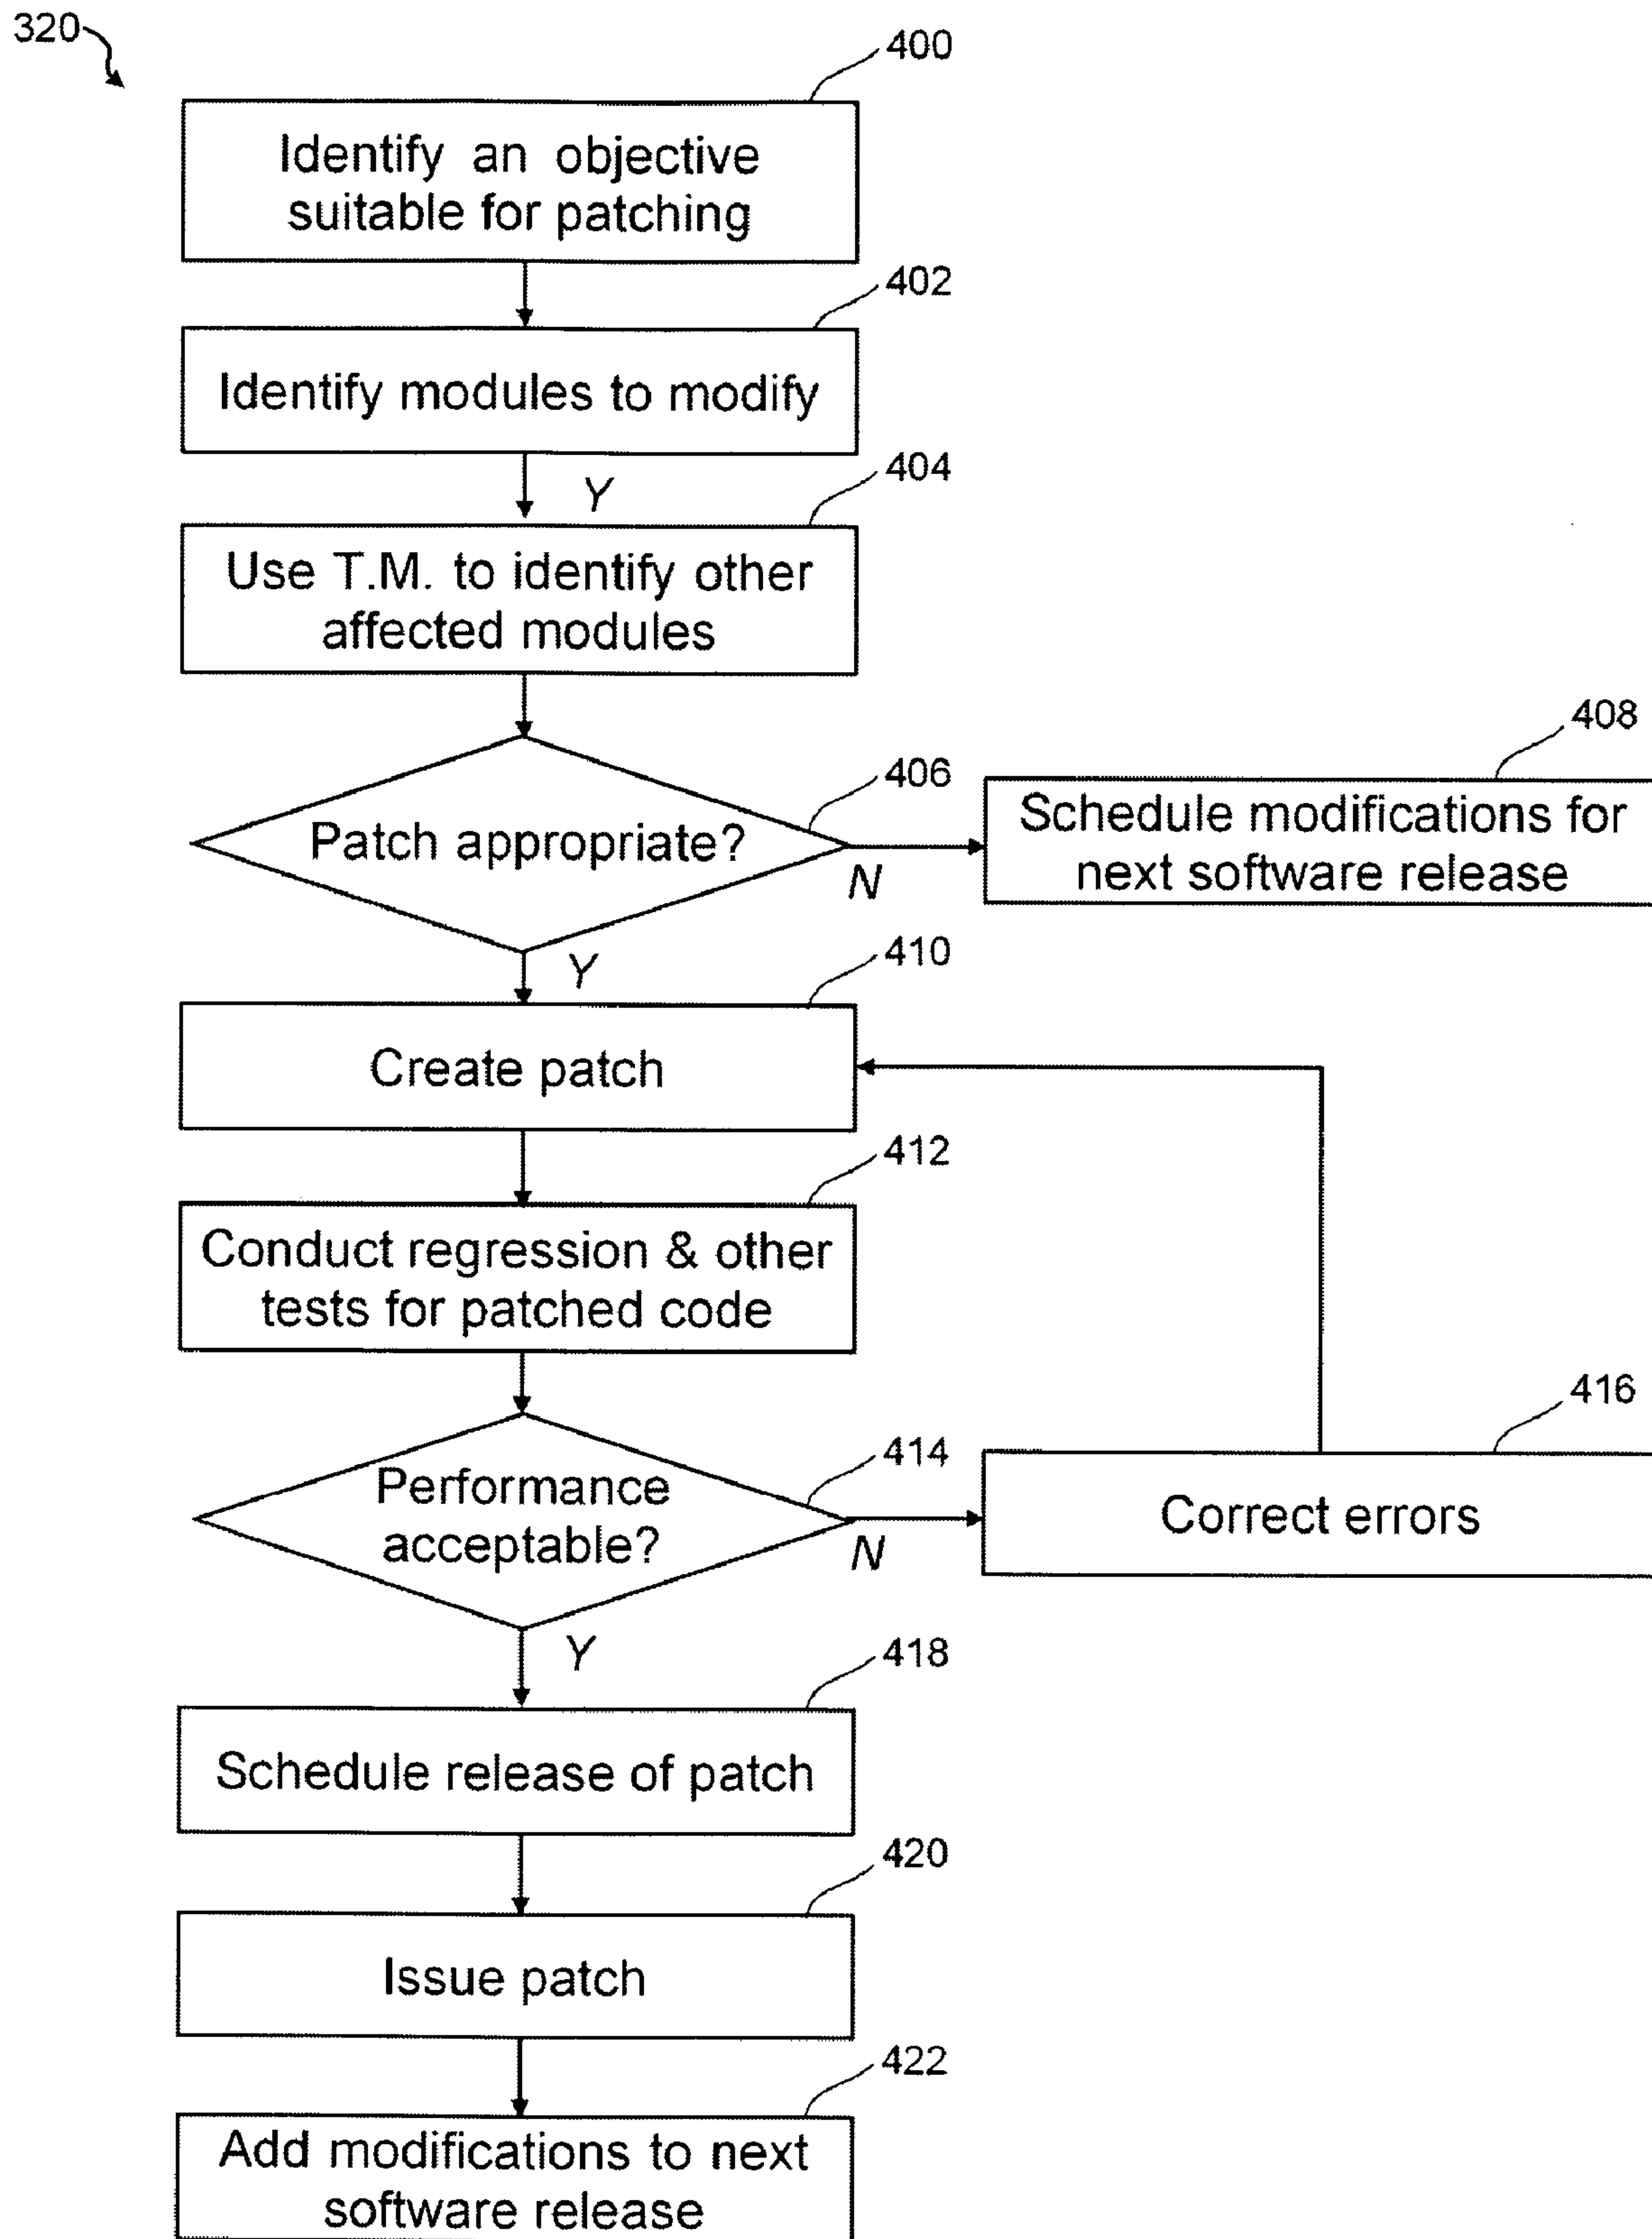 320
400
Identify an objective
suitable for patching
402
Identify modules to modify
404
Y
Use T.M. to identify other
affected modules
406
Patch appropriate?
N
408
Schedule modifications for
next software release
Y
410
Create patch
412
Conduct regression & other
tests for patched code
414
Performance
acceptable?
N
416
Correct errors
Y
418
Schedule release of patch
420
Issue patch
422
Add modifications to next
software release